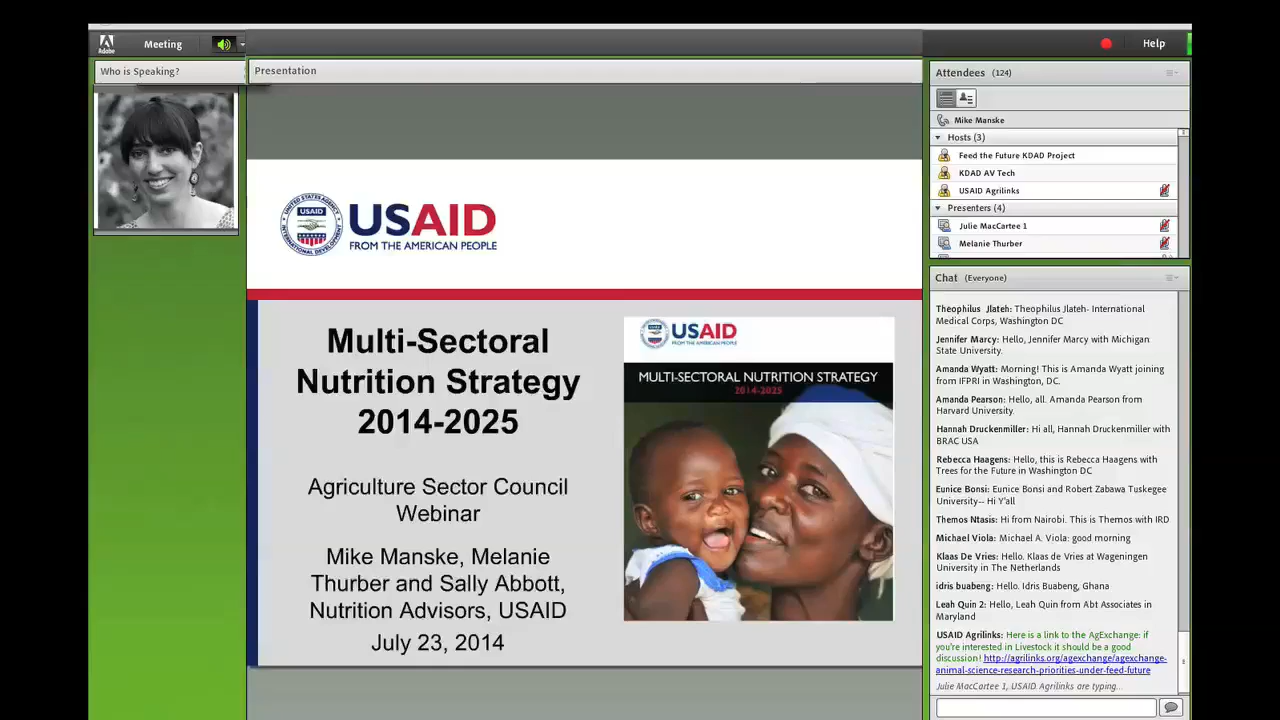 Adobe
Meeting
Help
Who is Speaking?
Presentation
UNITED STATES AGENCY
USAID
INTERNATIONAL DEVELOPMENT
USAID
FROM THE AMERICAN PEOPLE
Multi-Sectoral
Nutrition Strategy
2014-2025
Agriculture Sector Council
Webinar
Mike Manske, Melanie
Thurber and Sally Abbott,
Nutrition Advisors, USAID
July 23, 2014
USAID
FROM THE AMERICAN PEOPLE
MULTI-SECTORAL NUTRITION STRATEGY
2014-2025
Attendees (124)
Mike Manske
Hosts (3)
Feed the Future KDAD Project
KDAD AV Tech
USAID Agrilinks
Presenters (4)
Julie MacCartee 1
Melanie Thurber
Chat (Everyone)
Theophilus Jlateh: Theophilus Jlateh- International
Medical Corps, Washington DC
Jennifer Marcy: Hello, Jennifer Marcy with Michigan
State University.
Amanda Wyatt: Morning! This is Amanda Wyatt joining
from IFPRI in Washington, DC.
Amanda Pearson: Hello, all. Amanda Pearson from
Harvard University.
Hannah Druckenmiller: Hi all, Hannah Druckenmiller with
BRAC USA
Rebecca Haagens: Hello, this is Rebecca Haagens with
Trees for the Future in Washington DC
Eunice Bonsi: Eunice Bonsi and Robert Zabawa Tuskegee
University-- Hi Y'all
Themos Ntasis: Hi from Nairobi. This is Themos with IRD
Michael Viola: Michael A. Viola: good morning
Klaas De Vries: Hello. Klaas de Vries at Wageningen
University in The Netherlands
idris buabeng: Hello. Idris Buabeng, Ghana
Leah Quin 2: Hello, Leah Quin from Abt Associates in
Maryland
USAID Agrilinks: Here is a link to the AgExchange: if
you're interested in Livestock it should be a good
discussion! http://agrilinks.org/agexchange/agexchange-
animal-science-research-priorities-under-feed-future
Julie MacCartee 1, USAID Agrilinks are typing...